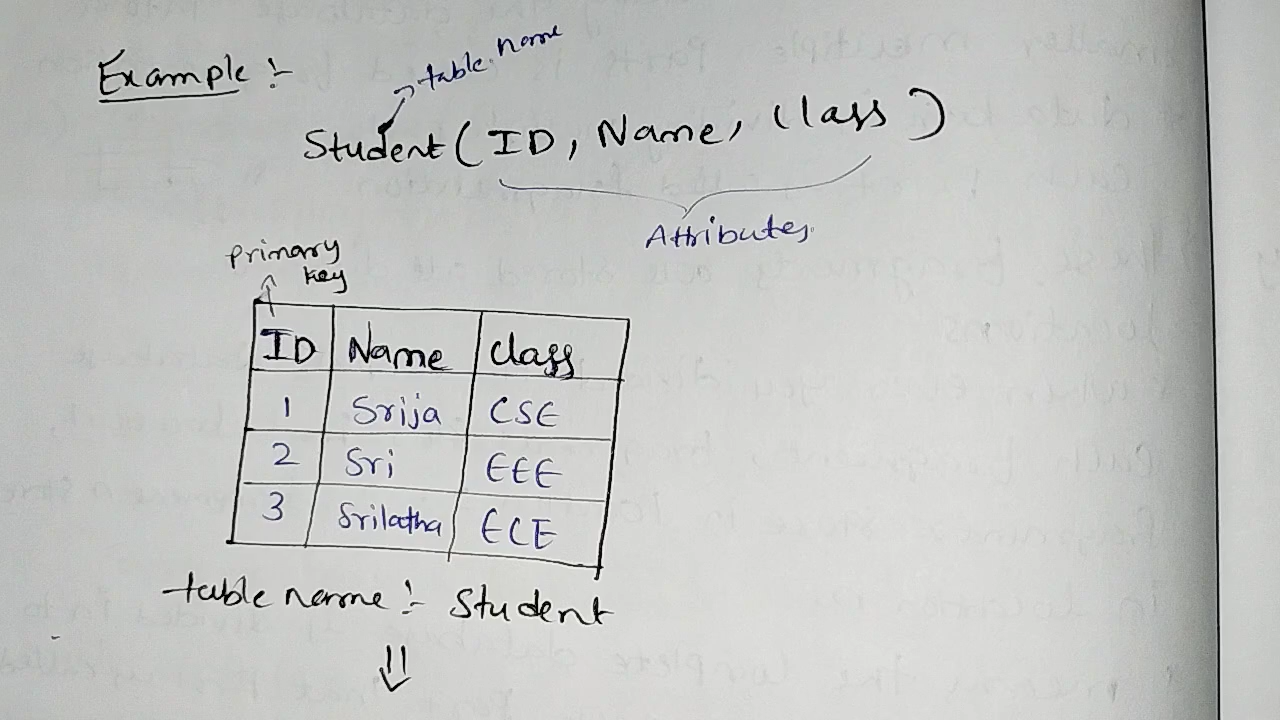 Example :-
table name
Student ( ID, Name, Class )
Attributes
primary
key
ID Name Class
1 Srija CSE
2 Sri EEE
3 Srilatha ECE
table name :- Student